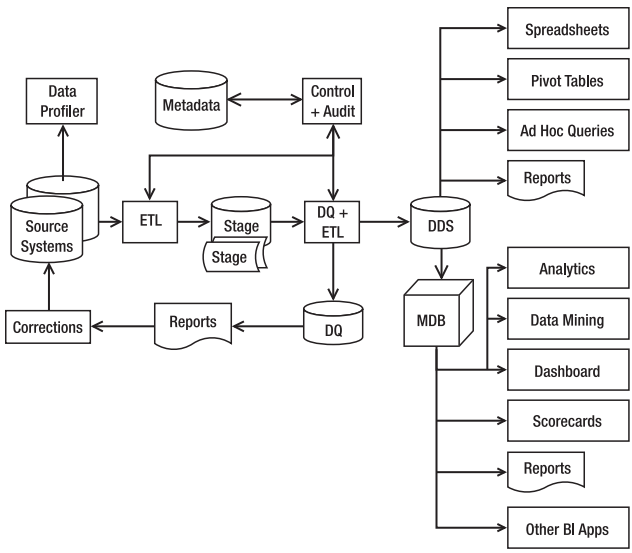 Spreadsheets
Data
Profiler
Metadata
Control
+ Audit
Pivot Tables
Ad Hoc Queries
Reports
Source
Systems
ETL
Stage
Stage
DQ +
ETL
DDS
Corrections
Reports
DQ
MDB
Analytics
Data Mining
Dashboard
Scorecards
Reports
Other BI Apps